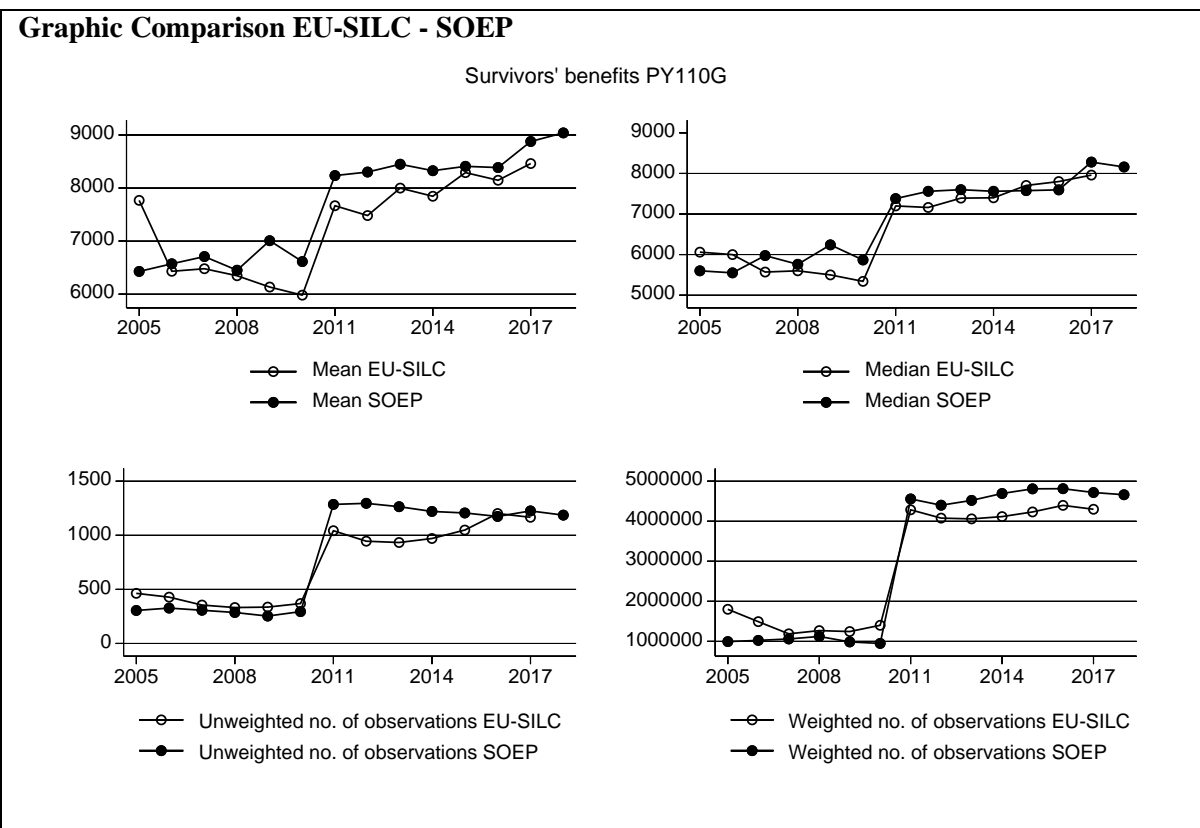 Graphic Comparison EU-SILC - SOEP
Survivors' benefits PY110G
9000
8000
7000
6000
2005 2008 2011 2014 2017
Mean EU-SILC
Mean SOEP
9000
8000
7000
6000
5000
2005 2008 2011 2014 2017
Median EU-SILC
Median SOEP
1500
1000
500
0
2005 2008 2011 2014 2017
Unweighted no. of observations EU-SILC
Unweighted no. of observations SOEP
5000000
4000000
3000000
2000000
1000000
2005 2008 2011 2014 2017
Weighted no. of observations EU-SILC
Weighted no. of observations SOEP